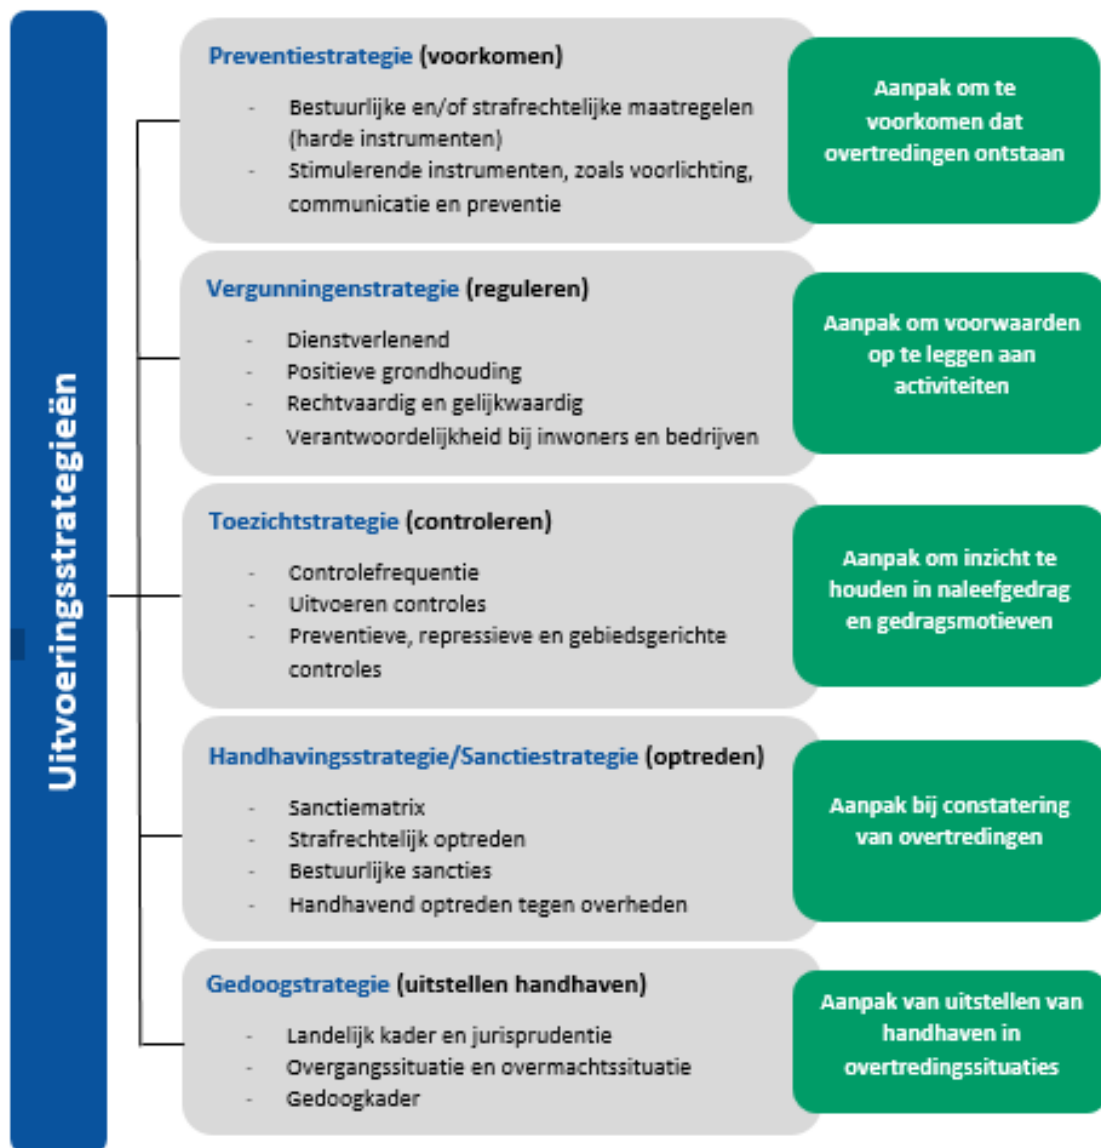 Uitvoeringsstrategieën
Preventiestrategie (voorkomen)
- Bestuurlijke en/of strafrechtelijke maatregelen
(harde instrumenten)
- Stimulerende instrumenten, zoals voorlichting,
communicatie en preventie
Aanpak om te
voorkomen dat
overtredingen ontstaan
Vergunningenstrategie (reguleren)
- Dienstverlenend
- Positieve grondhouding
- Rechtvaardig en gelijkwaardig
- Verantwoordelijkheid bij inwoners en bedrijven
Aanpak om voorwaarden
op te leggen aan
activiteiten
Toezichtstrategie (controleren)
- Controlefrequentie
- Uitvoeren controles
- Preventieve, repressieve en gebiedsgerichte
controles
Aanpak om inzicht te
houden in naleefgedrag
en gedragsmotieven
Handhavingsstrategie/Sanctiestrategie (optreden)
- Sanctiematrix
- Strafrechtelijk optreden
- Bestuurlijke sancties
- Handhavend optreden tegen overheden
Aanpak bij constatering
van overtredingen
Gedoogstrategie (uitstellen handhaven)
- Landelijk kader en jurisprudentie
- Overgangssituatie en overmachtssituatie
- Gedoogkader
Aanpak van uitstellen van
handhaven in
overtredingssituaties